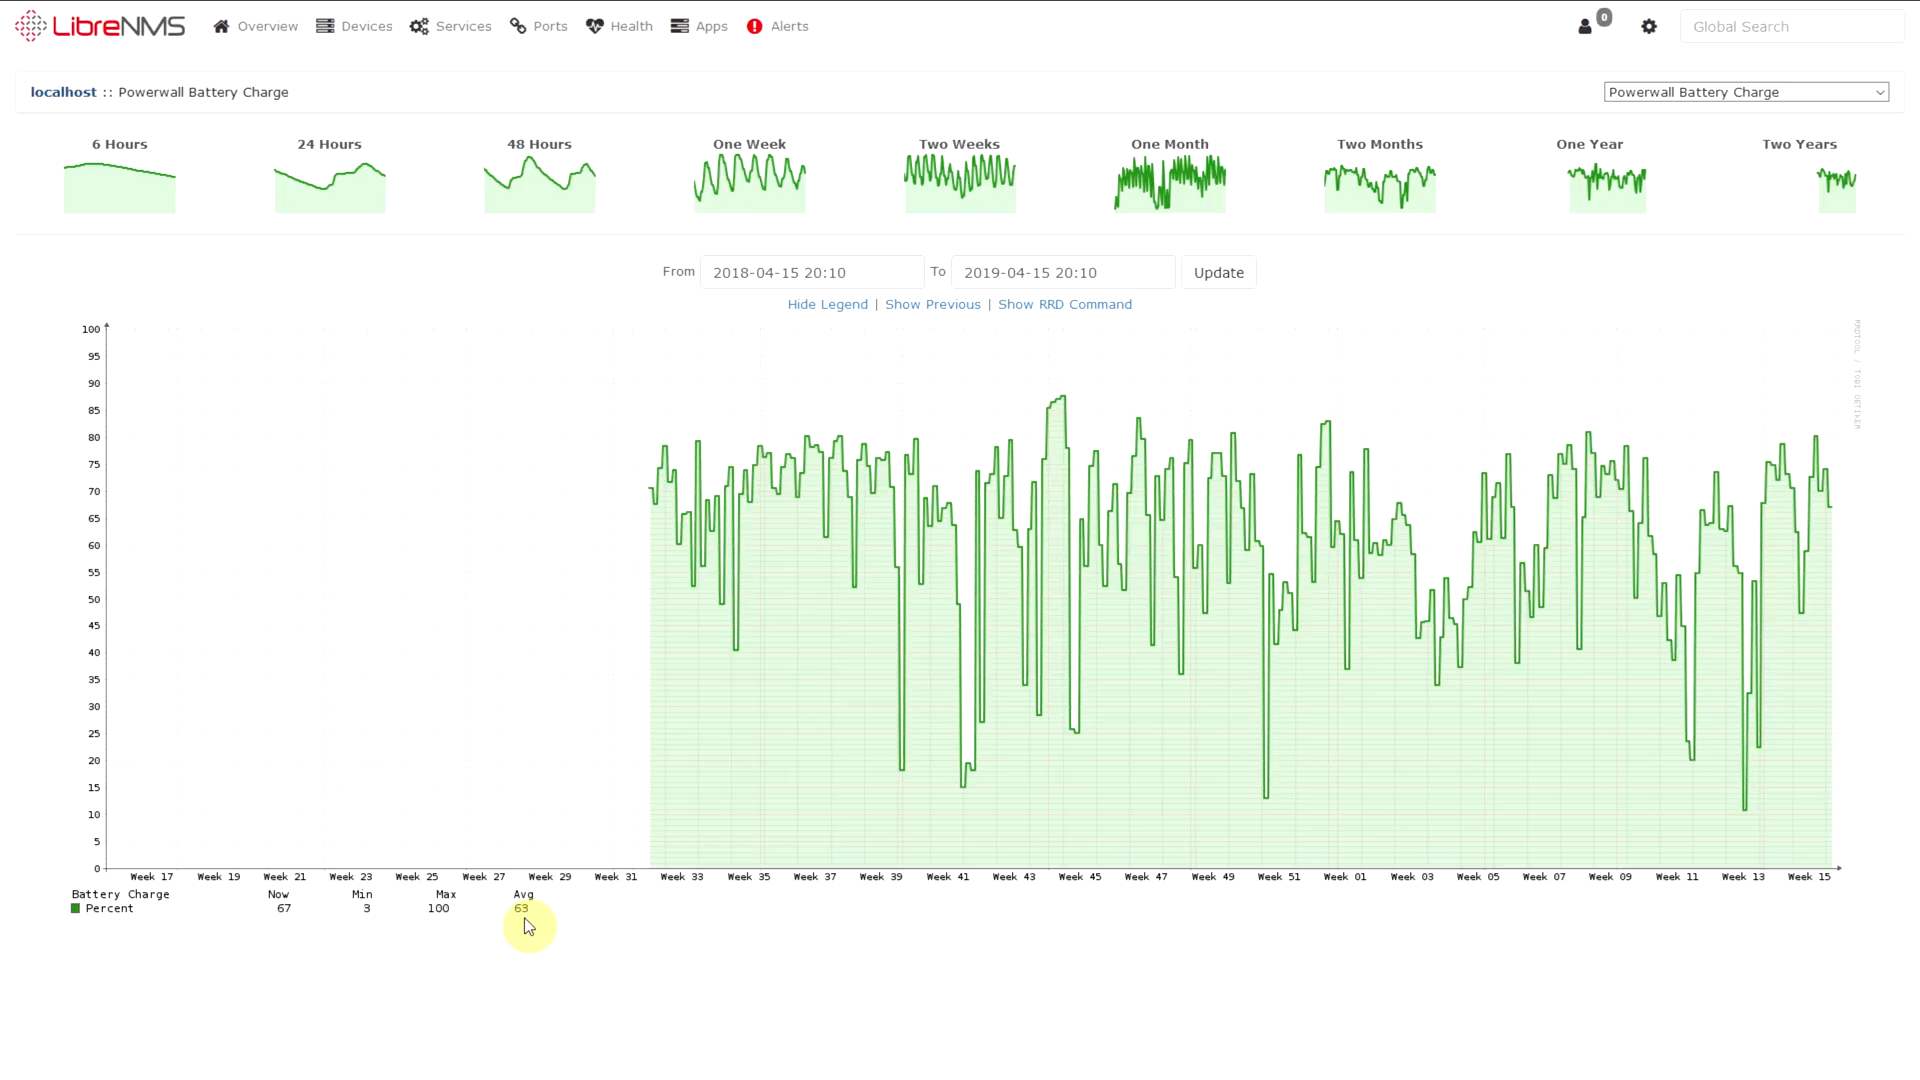 LibreNMS Overview Devices Services Ports Health Apps Alerts 0 Global Search
localhost :: Powerwall Battery Charge Powerwall Battery Charge
6 Hours 24 Hours 48 Hours One Week Two Weeks One Month Two Months One Year Two Years
From 2018-04-15 20:10 To 2019-04-15 20:10 Update
Hide Legend | Show Previous | Show RRD Command
RRDTOOL / TOBI OETIKER
100
95
90
85
80
75
70
65
60
55
50
45
40
35
30
25
20
15
10
5
0
Week 17 Week 19 Week 21 Week 23 Week 25 Week 27 Week 29 Week 31 Week 33 Week 35 Week 37 Week 39 Week 41 Week 43 Week 45 Week 47 Week 49 Week 51 Week 01 Week 03 Week 05 Week 07 Week 09 Week 11 Week 13 Week 15
Battery Charge Now Min Max Avg
Percent 67 3 100 63